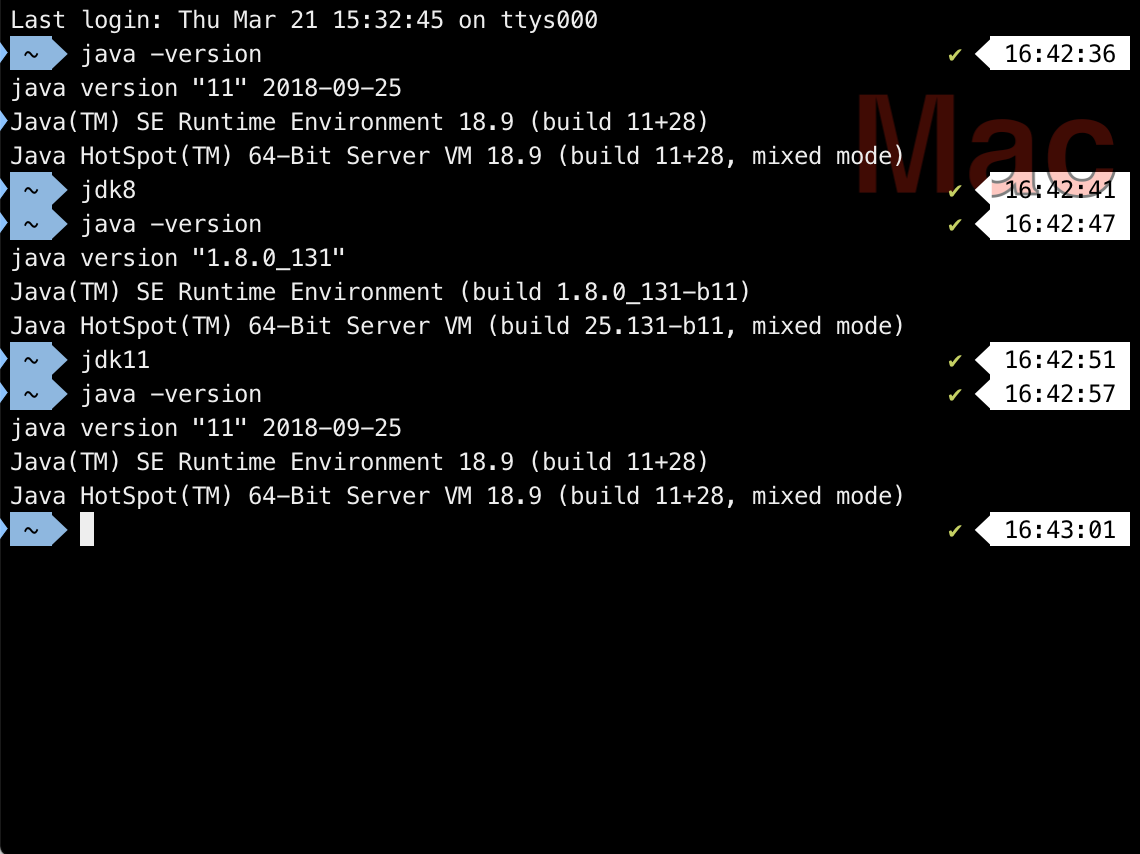 Last login: Thu Mar 21 15:32:45 on ttys000
~ java -version ✔ 16:42:36
java version "11" 2018-09-25
Java(TM) SE Runtime Environment 18.9 (build 11+28)
Mac
Java HotSpot(TM) 64-Bit Server VM 18.9 (build 11+28, mixed mode)
~ jdk8 ✔ 16:42:41
~ java -version ✔ 16:42:47
java version "1.8.0_131"
Java(TM) SE Runtime Environment (build 1.8.0_131-b11)
Java HotSpot(TM) 64-Bit Server VM (build 25.131-b11, mixed mode)
~ jdk11 ✔ 16:42:51
~ java -version ✔ 16:42:57
java version "11" 2018-09-25
Java(TM) SE Runtime Environment 18.9 (build 11+28)
Java HotSpot(TM) 64-Bit Server VM 18.9 (build 11+28, mixed mode)
~ ✔ 16:43:01